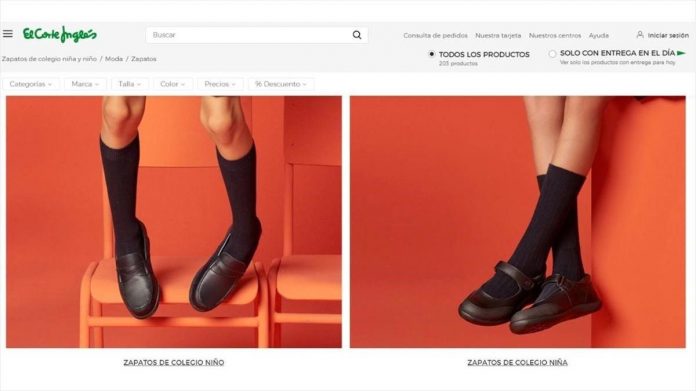 El Corte Inglés
Buscar
Consulta de pedidos Nuestra tarjeta Nuestros centros Ayuda Iniciar sesión
Zapatos de colegio niña y niño / Moda / Zapatos
TODOS LOS PRODUCTOS
203 productos
SOLO CON ENTREGA EN EL DÍA
Ver solo los productos con entrega para hoy
Categorías Marca Talla Color Precios % Descuento
ZAPATOS DE COLEGIO NIÑO
ZAPATOS DE COLEGIO NIÑA